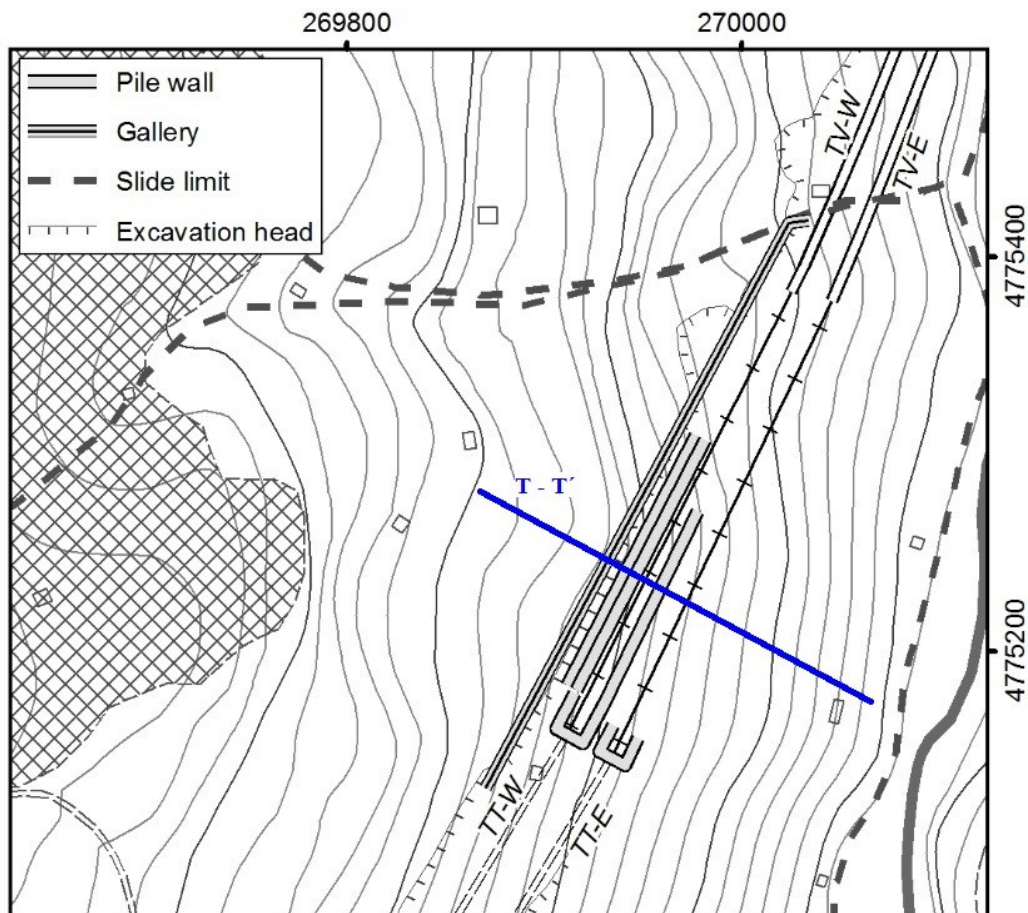 269800
270000
Pile wall
Gallery
Slide limit
Excavation head
TV-W
TV-E
4775400
T - T´
4775200
TT-W
TT-E